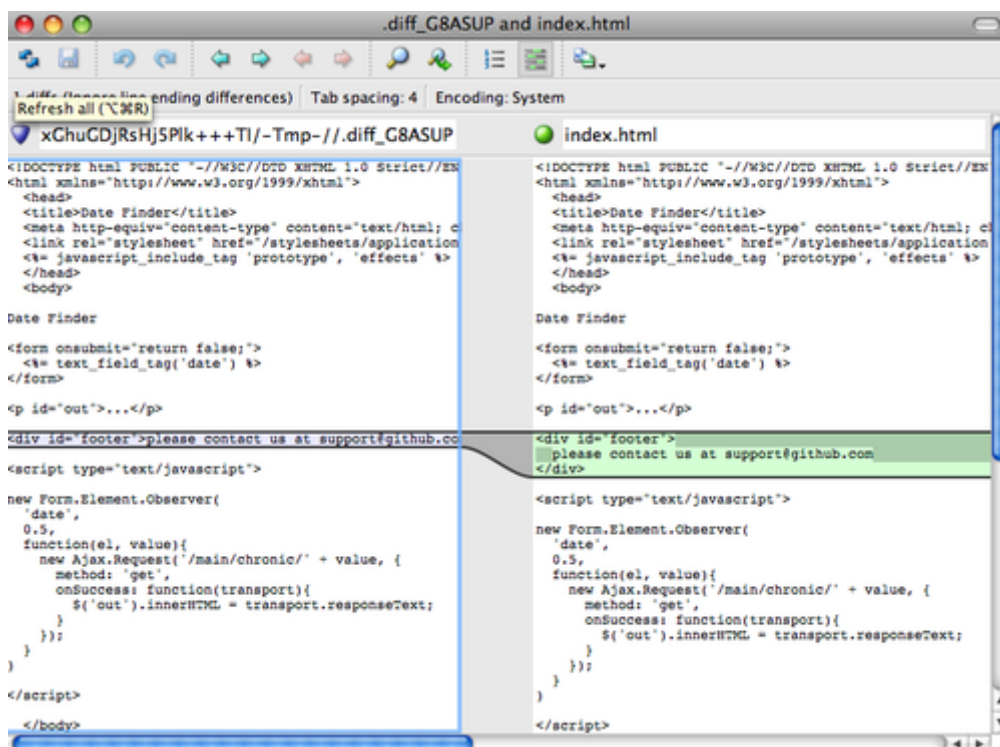 .diff_G8ASUP and index.html
1 diffs (Ignore line ending differences) Tab spacing: 4 Encoding: System
Refresh all (⌥⌘R)
xGhuGDjRsHj5Plk+++TI/-Tmp-//.diff_G8ASUP
<!DOCTYPE html PUBLIC "-//W3C//DTD XHTML 1.0 Strict//EN
<html xmlns="http://www.w3.org/1999/xhtml">
<head>
<title>Date Finder</title>
<meta http-equiv="content-type" content="text/html; c
<link rel="stylesheet" href="/stylesheets/application
<%= javascript_include_tag 'prototype', 'effects' %>
</head>
<body>
Date Finder
<form onsubmit="return false;">
<%= text_field_tag('date') %>
</form>
<p id="out">...</p>
<div id="footer">please contact us at support@github.co
<script type="text/javascript">
new Form.Element.Observer(
'date',
0.5,
function(el, value){
new Ajax.Request('/main/chronic/' + value, {
method: 'get',
onSuccess: function(transport){
$('out').innerHTML = transport.responseText;
}
});
}
)
</script>
</body>
index.html
<!DOCTYPE html PUBLIC "-//W3C//DTD XHTML 1.0 Strict//EN
<html xmlns="http://www.w3.org/1999/xhtml">
<head>
<title>Date Finder</title>
<meta http-equiv="content-type" content="text/html; c
<link rel="stylesheet" href="/stylesheets/application
<%= javascript_include_tag 'prototype', 'effects' %>
</head>
<body>
Date Finder
<form onsubmit="return false;">
<%= text_field_tag('date') %>
</form>
<p id="out">...</p>
<div id="footer">
please contact us at support@github.com
</div>
<script type="text/javascript">
new Form.Element.Observer(
'date',
0.5,
function(el, value){
new Ajax.Request('/main/chronic/' + value, {
method: 'get',
onSuccess: function(transport){
$('out').innerHTML = transport.responseText;
}
});
}
)
</script>